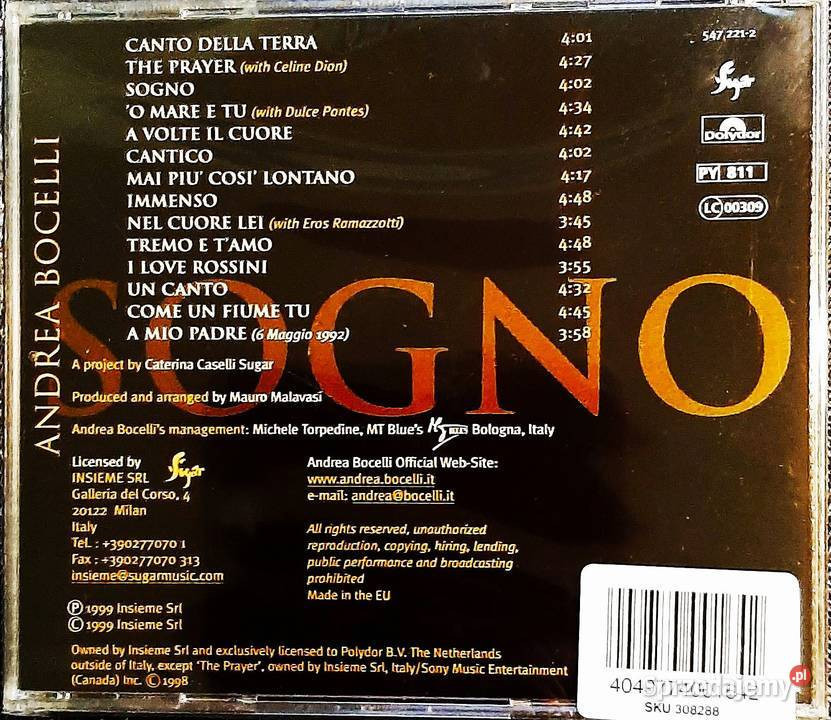 CANTO DELLA TERRA 4:01
THE PRAYER (with Celine Dion) 4:27
SOGNO 4:02
'O MARE E TU (with Dulce Pontes) 4:34
A VOLTE IL CUORE 4:42
CANTICO 4:02
MAI PIU' COSI' LONTANO 4:17
IMMENSO 4:48
NEL CUORE LEI (with Eros Ramazzotti) 3:45
TREMO E T'AMO 4:48
I LOVE ROSSINI 3:55
UN CANTO 4:32
COME UN FIUME TU 4:45
A MIO PADRE (6 Maggio 1992) 3:58
547 221-2
Sugar
Polydor
PY 811
LC 00309
ANDREA BOCELLI
SOGNO
A project by Caterina Caselli Sugar
Produced and arranged by Mauro Malavasi
Andrea Bocelli's management: Michele Torpedine, MT Blue's MT BLUES Bologna, Italy
Licensed by Sugar
INSIEME SRL
Galleria del Corso, 4
20122 Milan
Italy
Tel. : +390277070 1
Fax : +390277070 313
insieme@sugarmusic.com
Andrea Bocelli Official Web-Site:
www.andrea.bocelli.it
e-mail: andrea@bocelli.it
All rights reserved, unauthorized
reproduction, copying, hiring, lending,
public performance and broadcasting
prohibited
Made in the EU
Ⓟ 1999 Insieme Srl
© 1999 Insieme Srl
Owned by Insieme Srl and exclusively licensed to Polydor B.V. The Netherlands
outside of Italy, except 'The Prayer', owned by Insieme Srl, Italy/Sony Music Entertainment
(Canada) Inc. © 1998
Sprzedajemy.pl
SKU 308288